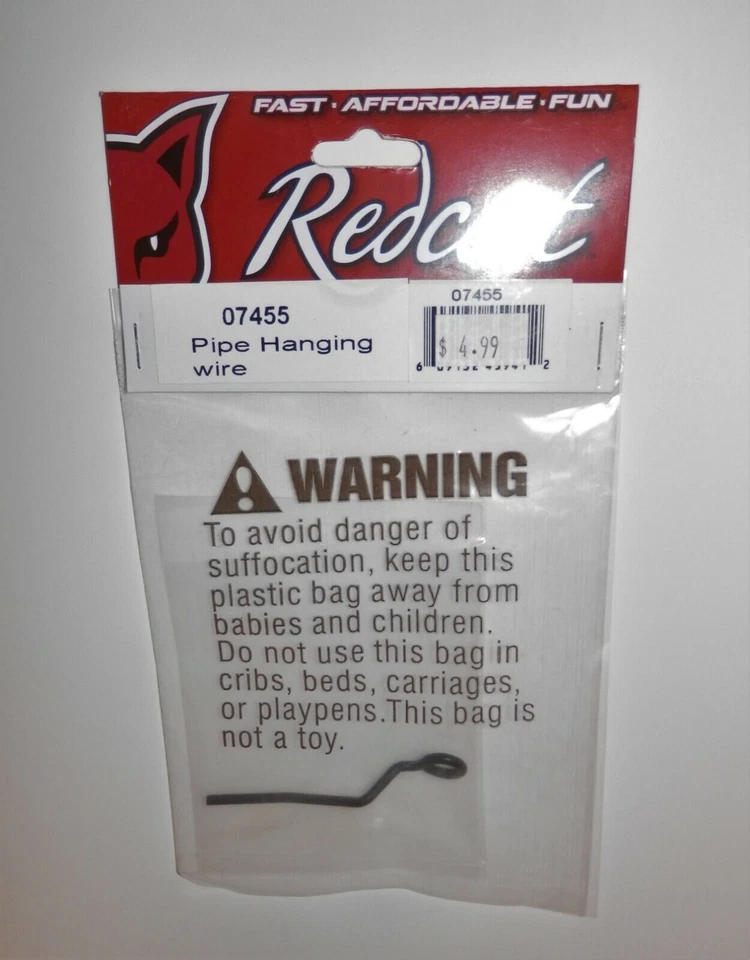 FAST · AFFORDABLE · FUN
Redcat
07455
Pipe Hanging
wire
07455
$ 4.99
WARNING
To avoid danger of
suffocation, keep this
plastic bag away from
babies and children.
Do not use this bag in
cribs, beds, carriages,
or playpens.This bag is
not a toy.